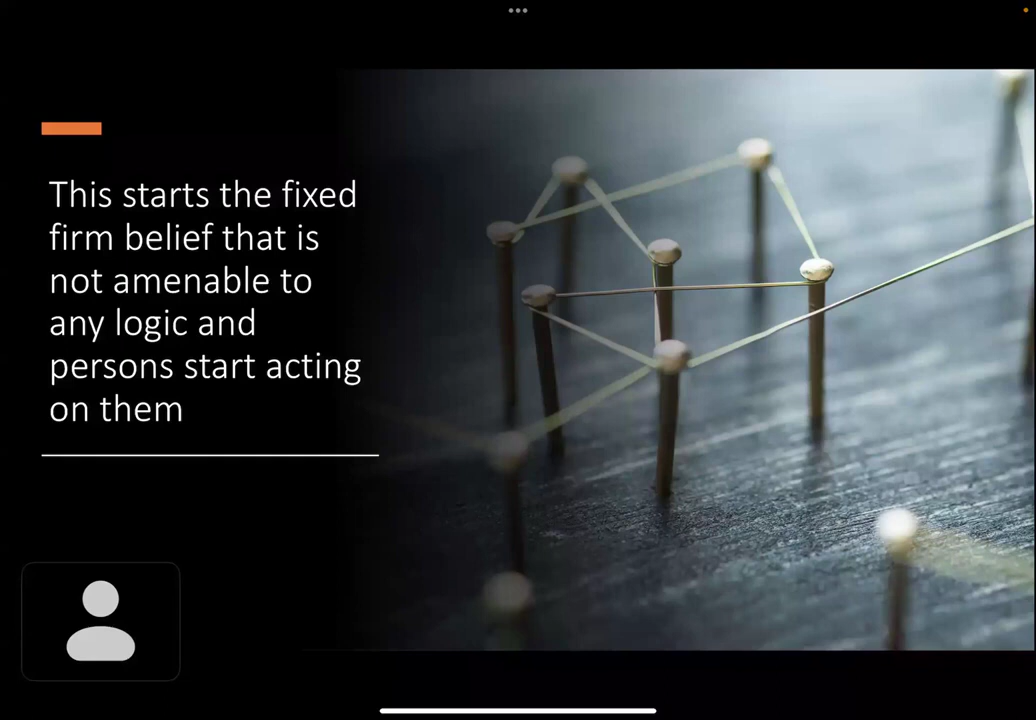 This starts the fixed
firm belief that is
not amenable to
any logic and
persons start acting
on them